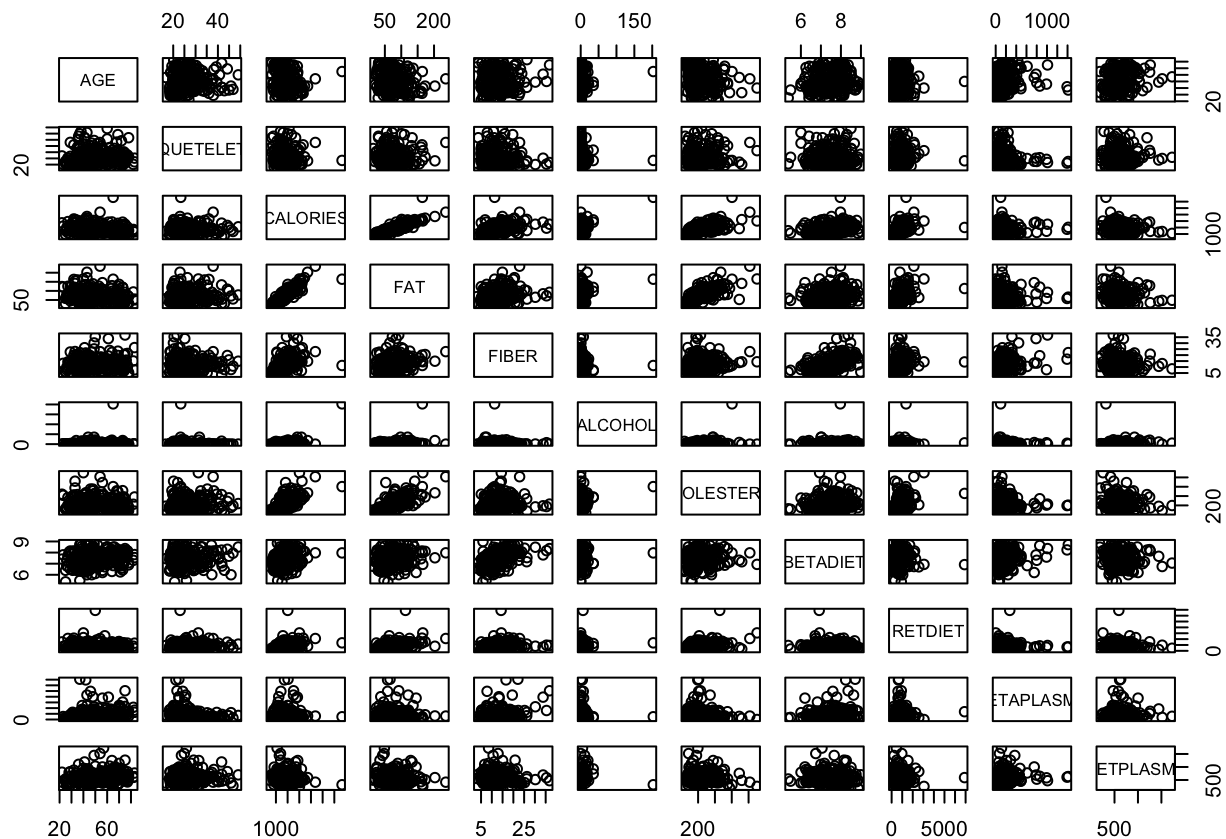 20 40 50 200 0 150 6 8 0 1000
AGE 20
20 QUETELET
CALORIES 1000
50 FAT
FIBER 5 35
0 ALCOHOL
OLESTER 200
6 9 BETADIET
RETDIET 0
0 ETAPLASM
ETPLASM 500
20 60 1000 5 25 200 0 5000 500